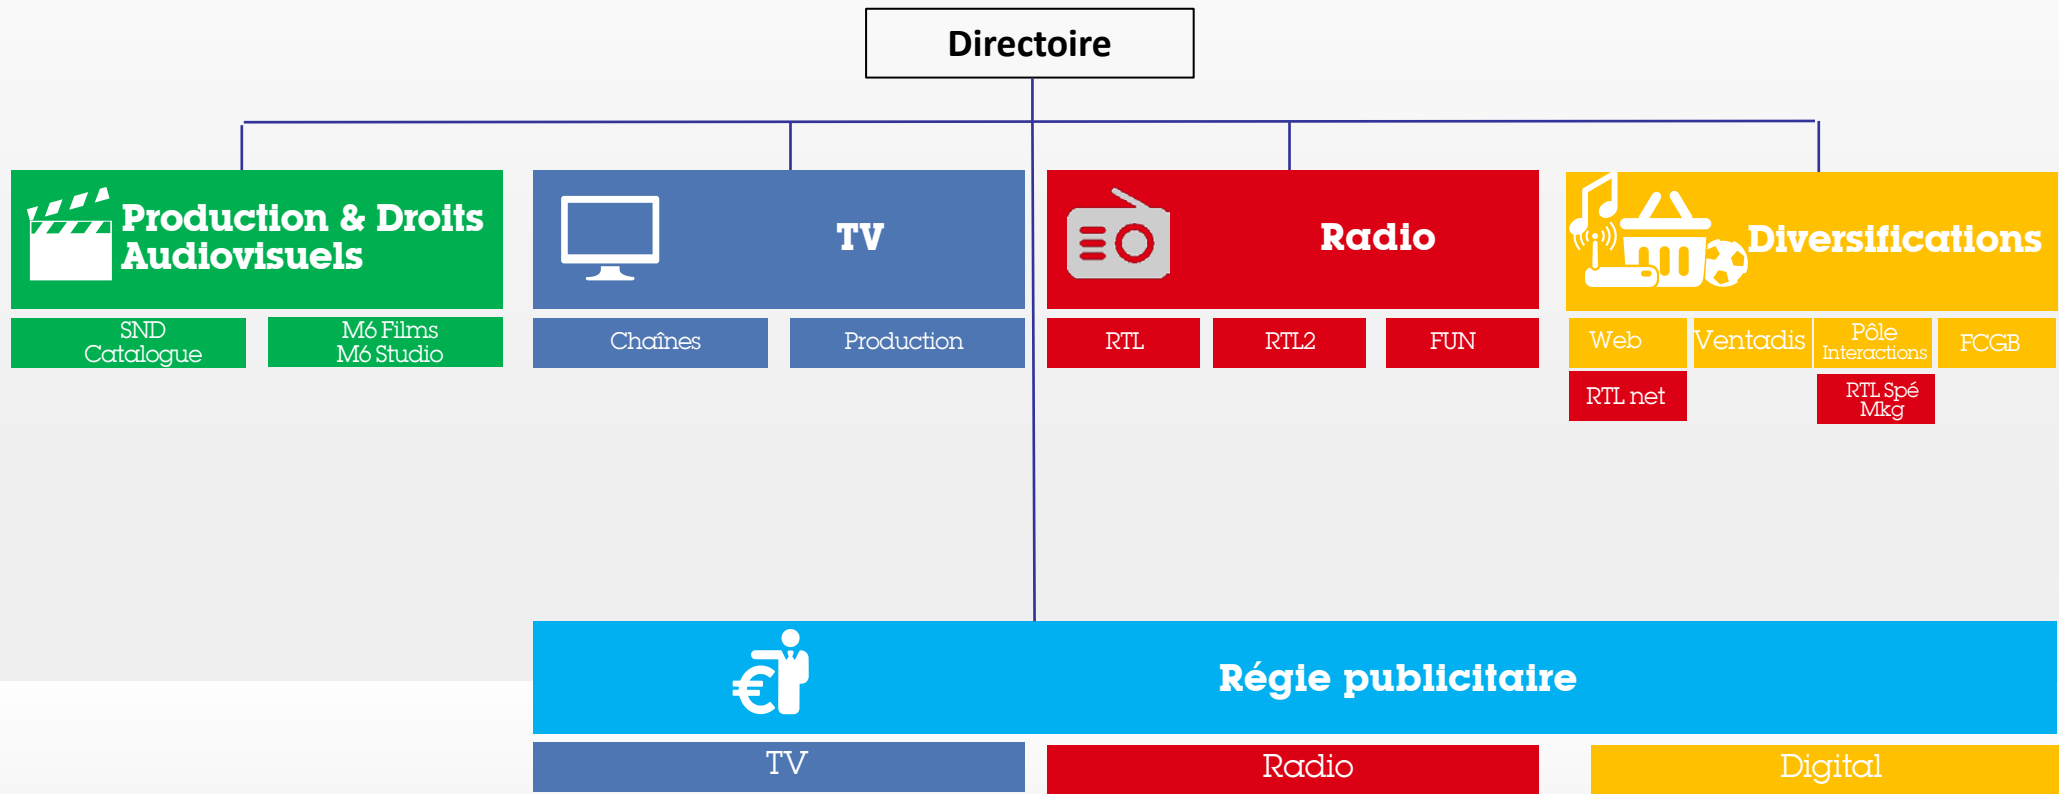 Directoire
Production & Droits
Audiovisuels
TV
Radio
Diversifications
SND
Catalogue
M6 Films
M6 Studio
Chaînes
Production
RTL
RTL2
FUN
Web
Ventadis
Pôle
Interactions
FCGB
RTL net
RTL Spé
Mkg
Régie publicitaire
TV
Radio
Digital